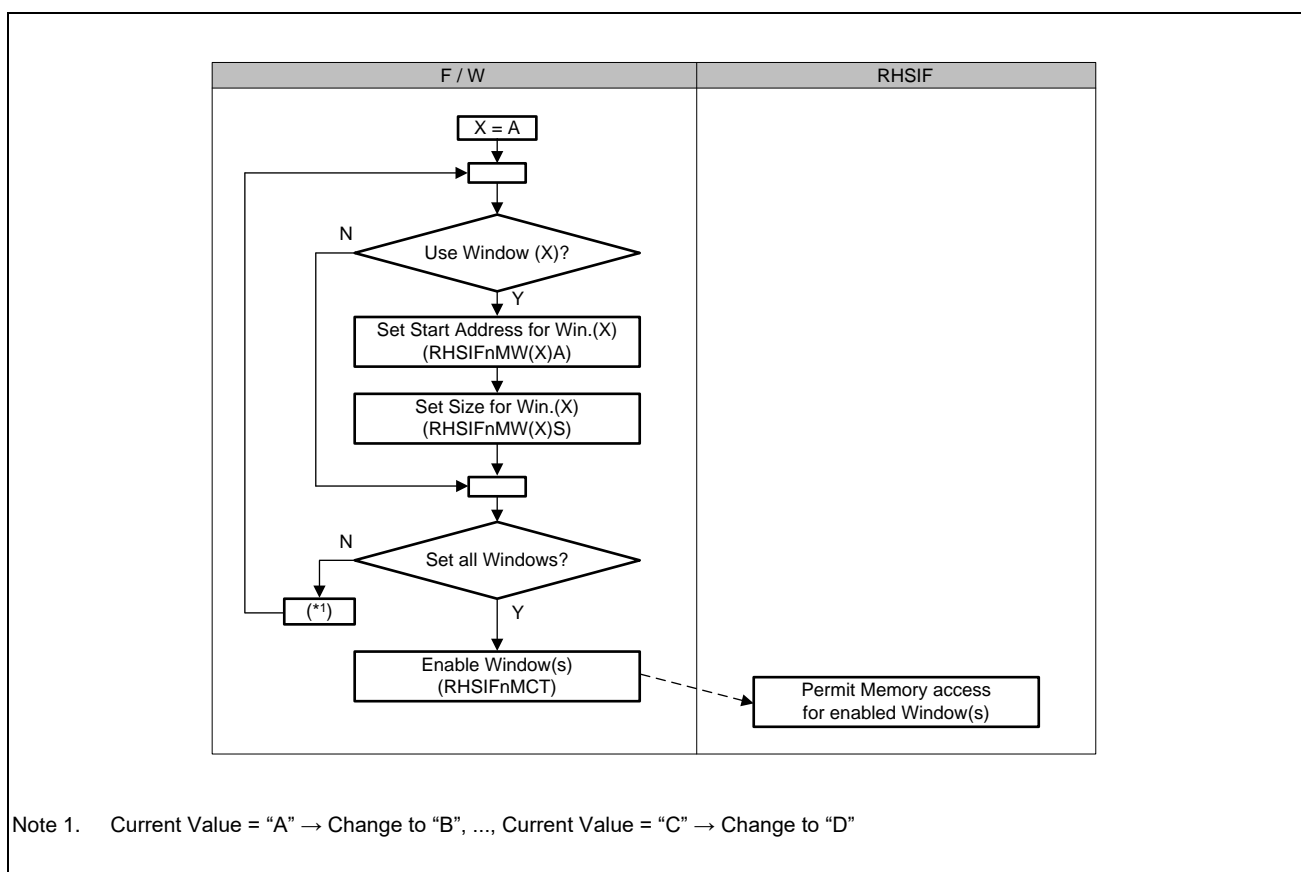 F / W
RHSIF
X = A
N
Use Window (X)?
Y
Set Start Address for Win.(X)
(RHSIFnMW(X)A)
Set Size for Win.(X)
(RHSIFnMW(X)S)
N
Set all Windows?
(*1)
Y
Enable Window(s)
(RHSIFnMCT)
Permit Memory access
for enabled Window(s)
Note 1. Current Value = “A” → Change to “B”, ..., Current Value = “C” → Change to “D”